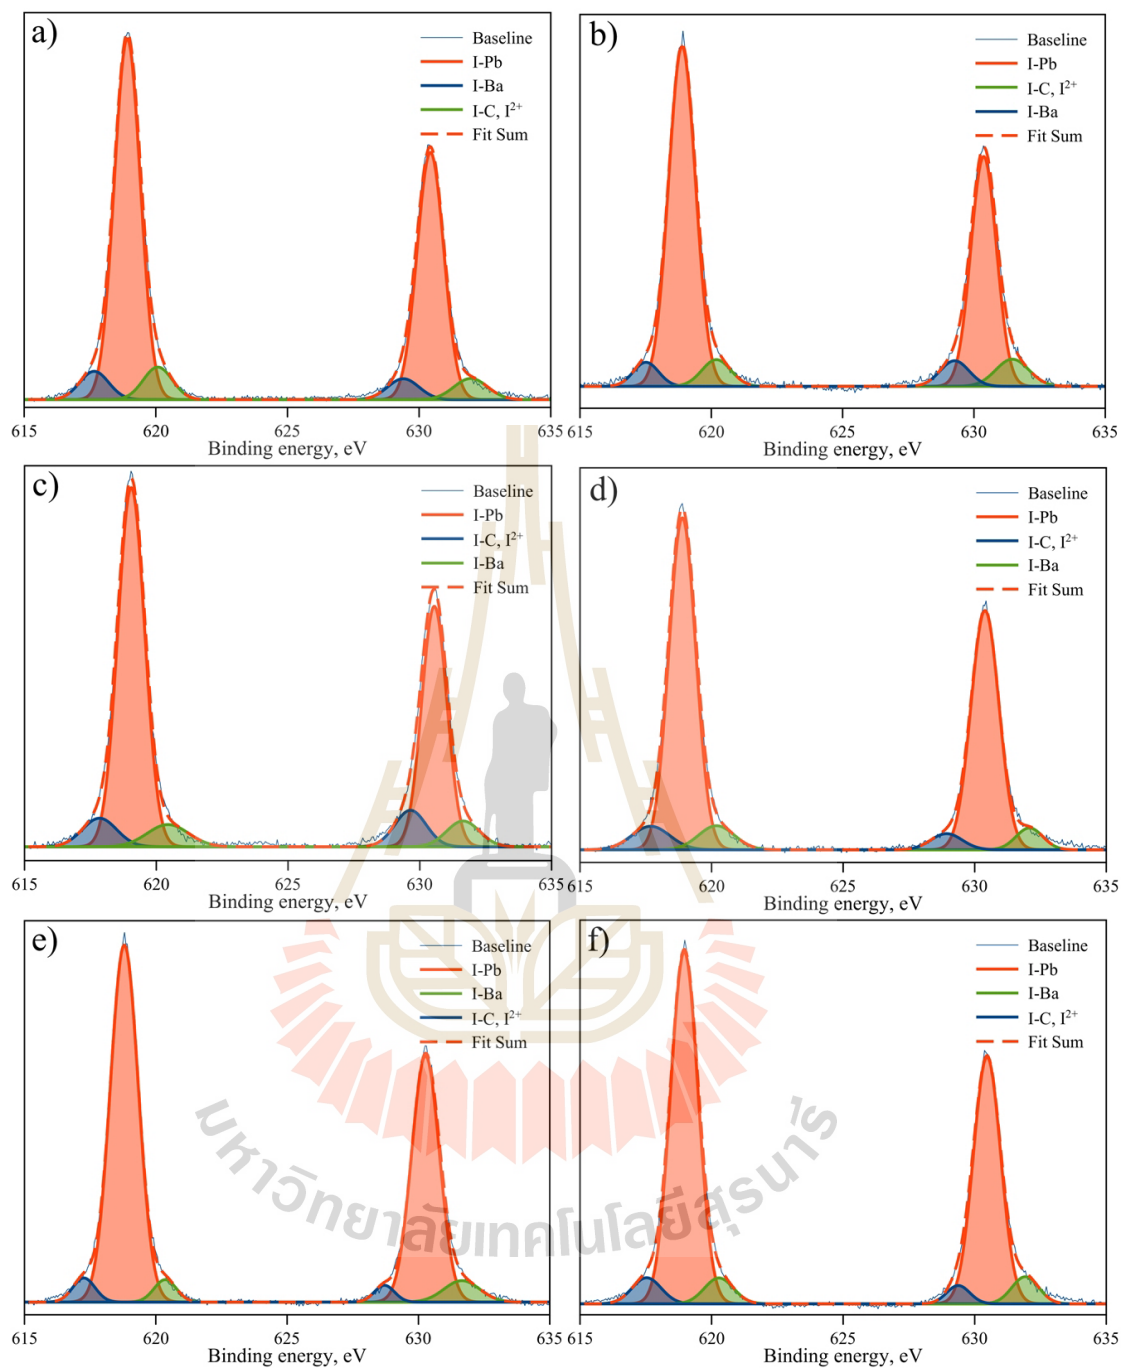 a)
Baseline
I-Pb
I-Ba
I-C, I²⁺
Fit Sum
615 620 625 630 635
Binding energy, eV
b)
Baseline
I-Pb
I-C, I²⁺
I-Ba
Fit Sum
615 620 625 630 635
Binding energy, eV
c)
Baseline
I-Pb
I-C, I²⁺
I-Ba
Fit Sum
615 620 625 630 635
Binding energy, eV
d)
Baseline
I-Pb
I-C, I²⁺
I-Ba
Fit Sum
615 620 625 630 635
Binding energy, eV
e)
Baseline
I-Pb
I-Ba
I-C, I²⁺
Fit Sum
615 620 625 630 635
Binding energy, eV
f)
Baseline
I-Pb
I-Ba
I-C, I²⁺
Fit Sum
615 620 625 630 635
Binding energy, eV
มหาวิทยาลัยเทคโนโลยีสุรนารี